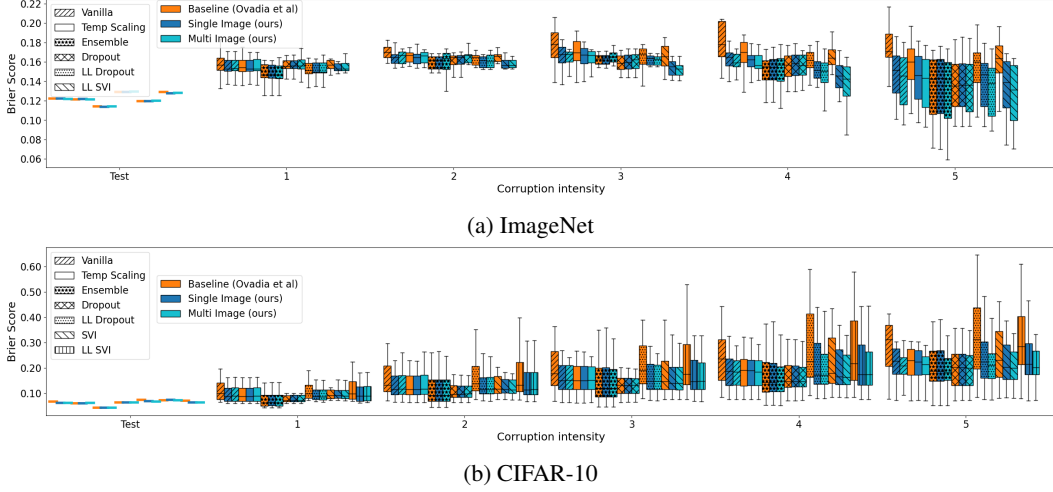 0.22
0.20
0.18
0.16
0.14
0.12
0.10
0.08
0.06
Brier Score
Vanilla
Temp Scaling
Ensemble
Dropout
LL Dropout
LL SVI
Baseline (Ovadia et al)
Single Image (ours)
Multi Image (ours)
Test 1 2 3 4 5
Corruption intensity
(a) ImageNet
0.60
0.50
0.40
0.30
0.20
0.10
Brier Score
Vanilla
Temp Scaling
Ensemble
Dropout
LL Dropout
SVI
LL SVI
Baseline (Ovadia et al)
Single Image (ours)
Multi Image (ours)
Test 1 2 3 4 5
Corruption intensity
(b) CIFAR-10